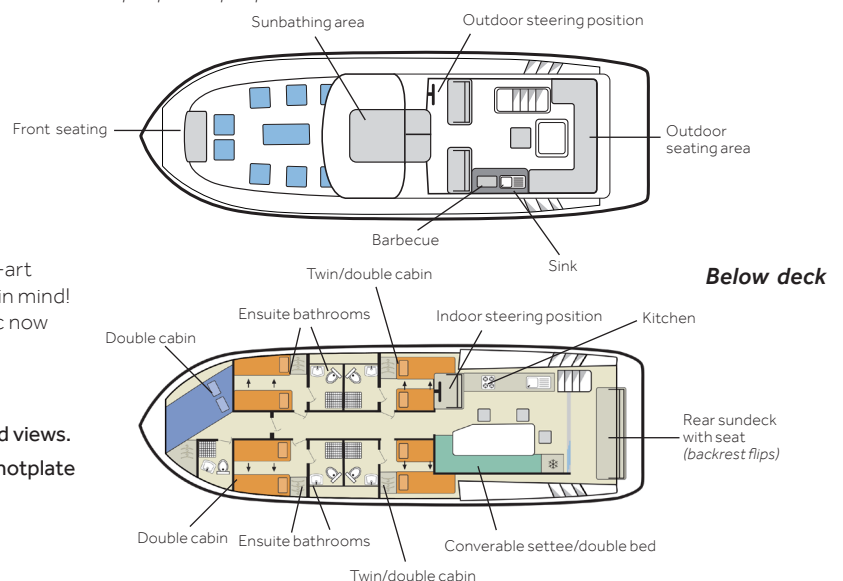 Sunbathing area
Outdoor steering position
Front seating
Outdoor
seating area
Barbecue
Sink
-art
in mind!
c now
d views.
notplate
Below deck
Twin/double cabin
Ensuite bathrooms
Indoor steering position
Kitchen
Double cabin
Rear sundeck
with seat
(backrest flips)
Double cabin
Ensuite bathrooms
Converable settee/double bed
Twin/double cabin